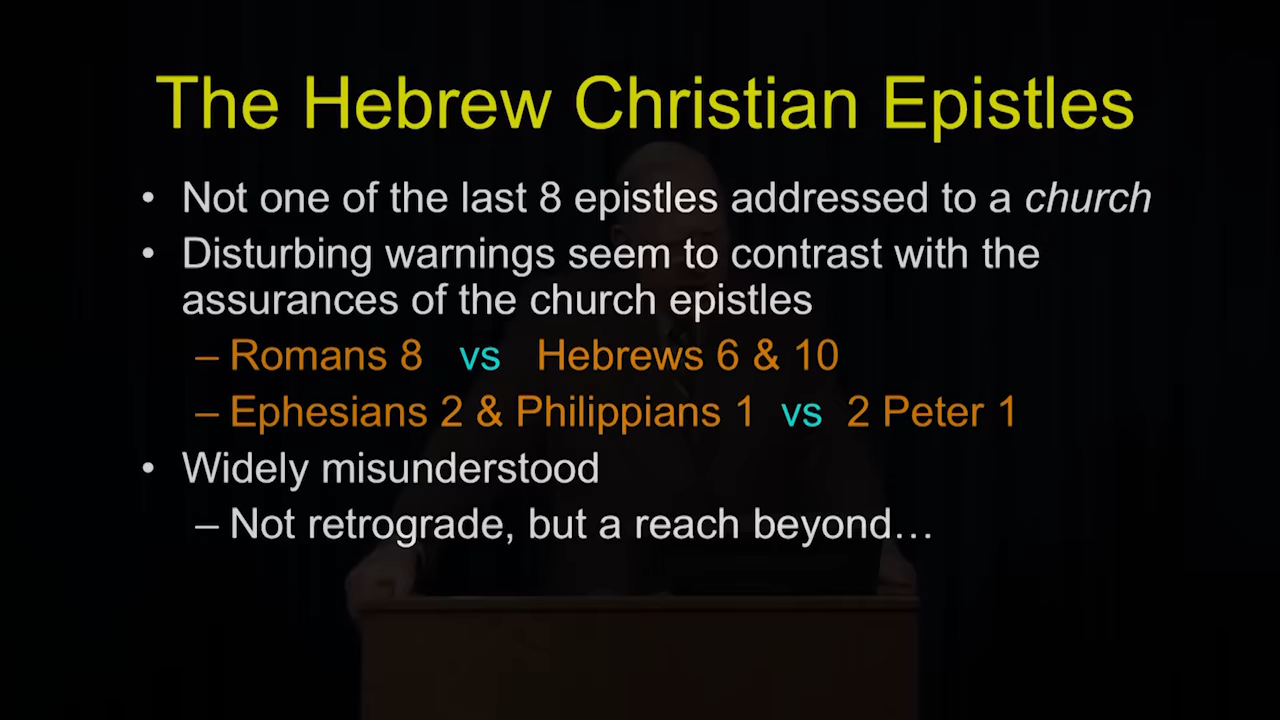 The Hebrew Christian Epistles
• Not one of the last 8 epistles addressed to a church
• Disturbing warnings seem to contrast with the
assurances of the church epistles
– Romans 8 vs Hebrews 6 & 10
– Ephesians 2 & Philippians 1 vs 2 Peter 1
• Widely misunderstood
– Not retrograde, but a reach beyond…